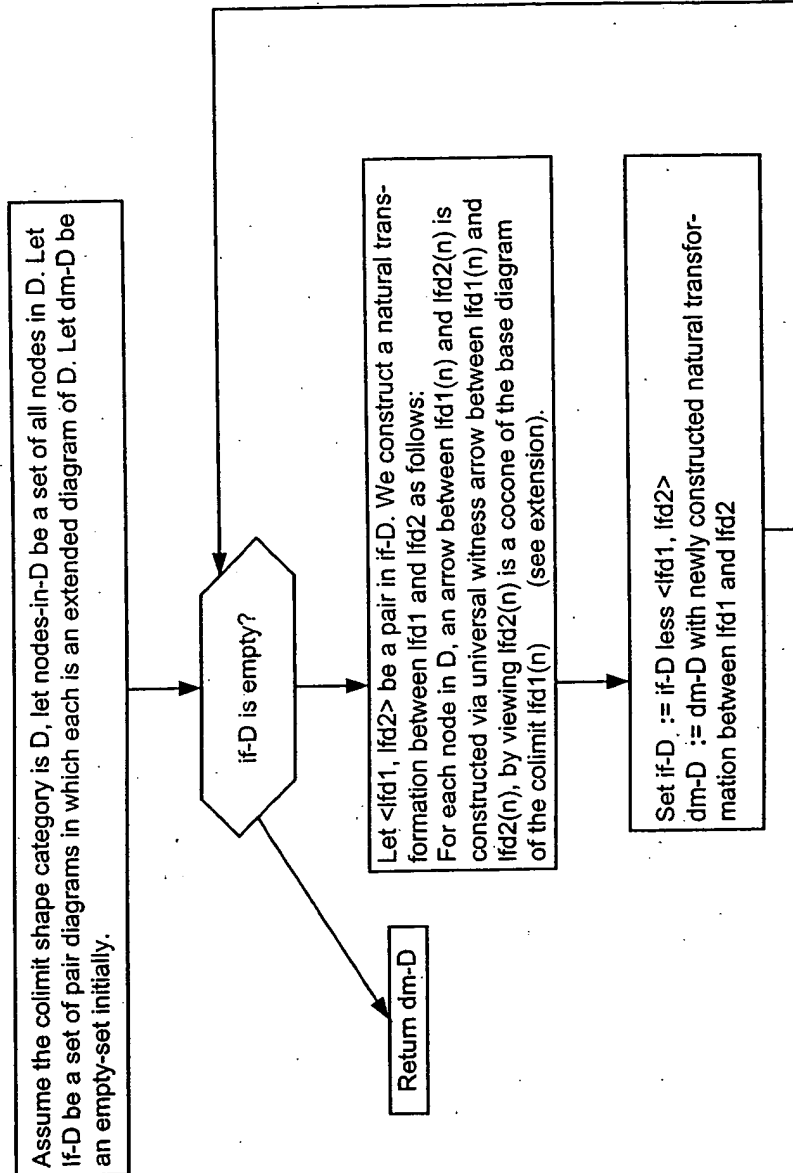 Assume the colimit shape category is D, let nodes-in-D be a set of all nodes in D. Let
If-D be a set of pair diagrams in which each is an extended diagram of D. Let dm-D be
an empty-set initially.
if-D is empty?
Return dm-D
Let <lfd1, lfd2> be a pair in if-D. We construct a natural trans-
formation between lfd1 and lfd2 as follows:
For each node in D, an arrow between lfd1(n) and lfd2(n) is
constructed via universal witness arrow between lfd1(n) and
lfd2(n), by viewing lfd2(n) is a cocone of the base diagram
of the colimit lfd1(n) (see extension).
Set if-D := if-D less <lfd1, lfd2>
dm-D := dm-D with newly constructed natural transfor-
mation between lfd1 and lfd2